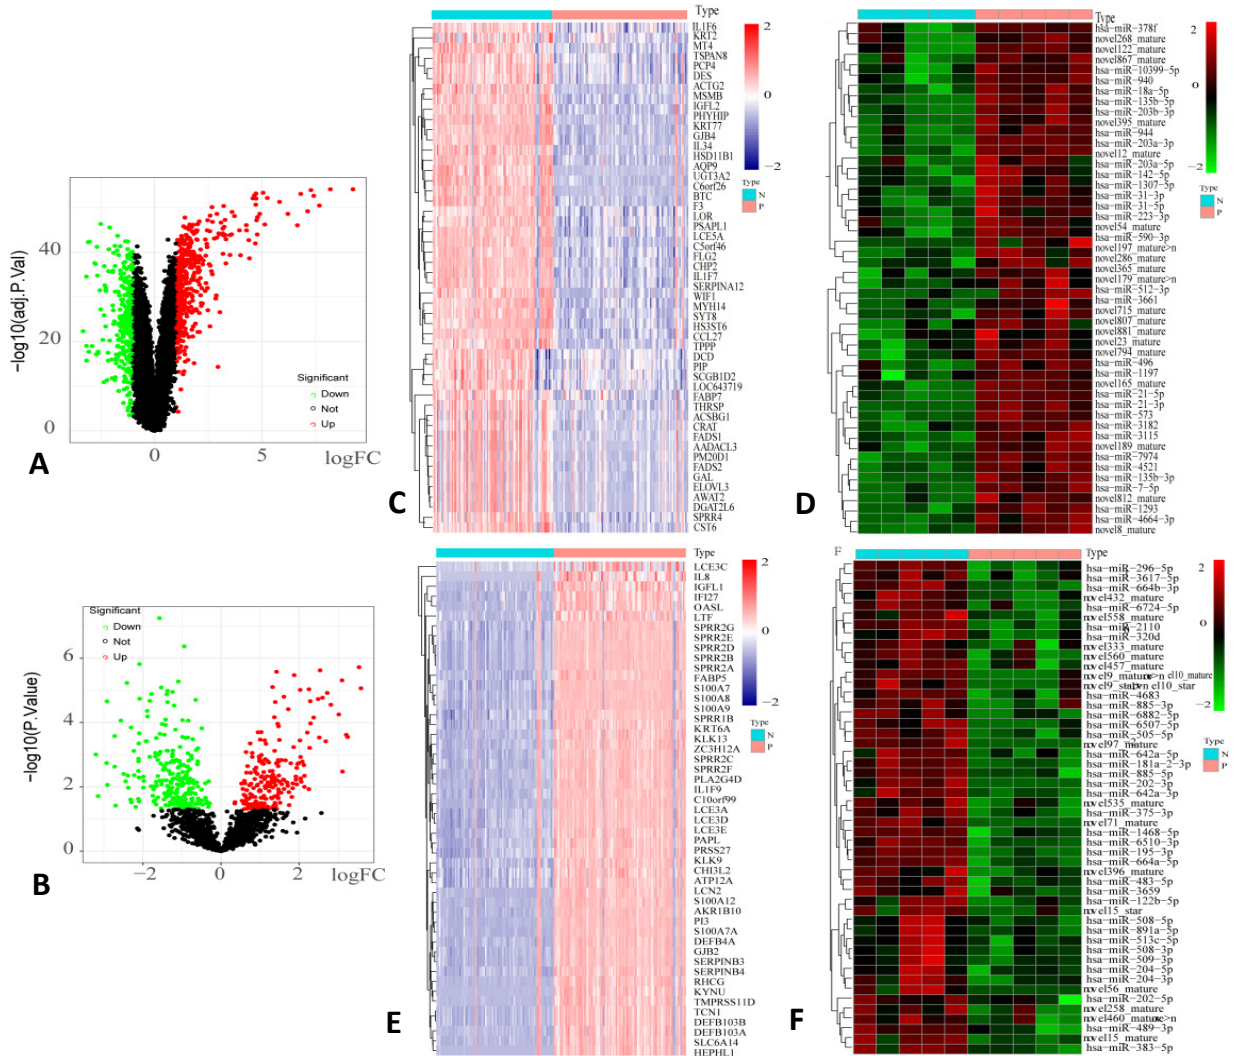 Type
IL1F6
KRT2
MT4
TSPAN8
PCP4
DES
ACTG2
MSMB
IGFL2
PHYHIP
KRT77
GJB4
IL34
HSD11B1
AQP9
UGT3A2
C6orf26
BTC
F3
LOR
PSAPL1
LCE5A
C5orf46
FLG2
CHP2
IL1F7
SERPINA12
WIF1
MYH14
SYT8
HS3ST6
CCL27
TPPP
DCD
PIP
SCGB1D2
LOC643719
FABP7
THRSP
ACSBG1
CRAT
FADS1
AADACL3
PM20D1
FADS2
GAL
ELOVL3
AWAT2
DGAT2L6
SPRR4
CST6
2
0
−2
Type
N
P
C
Type
hsa−miR−378f
novel268_mature
novel122_mature
novel867_mature
hsa−miR−10399−5p
hsa−miR−940
hsa−miR−18a−5p
hsa−miR−135b−5p
hsa−miR−203b−3p
novel395_mature
hsa−miR−944
hsa−miR−203a−3p
novel12_mature
hsa−miR−203a−5p
hsa−miR−142−5p
hsa−miR−1307−5p
hsa−miR−31−3p
hsa−miR−31−5p
hsa−miR−223−3p
novel54_mature
hsa−miR−590−3p
novel197_mature>n
novel286_mature
novel365_mature
novel179_mature>n
hsa−miR−512−3p
hsa−miR−3661
novel715_mature
novel807_mature
novel881_mature
novel23_mature
novel794_mature
hsa−miR−496
hsa−miR−1197
novel165_mature
hsa−miR−21−5p
hsa−miR−21−3p
hsa−miR−573
hsa−miR−3182
hsa−miR−3115
novel189_mature
hsa−miR−7974
hsa−miR−4521
hsa−miR−135b−3p
hsa−miR−7−5p
novel812_mature
hsa−miR−1293
hsa−miR−4664−3p
novel8_mature
2
0
−2
Type
N
P
D
−log10(adj.P.Val)
40
20
0
0
5
logFC
Significant
Down
Not
Up
A
−log10(P.Value)
6
4
2
0
−2
0
2
logFC
Significant
Down
Not
Up
B
Type
LCE3C
IL8
IGFL1
IFI27
OASL
LTF
SPRR2G
SPRR2E
SPRR2D
SPRR2B
SPRR2A
FABP5
S100A7
S100A8
S100A9
SPRR1B
KRT6A
KLK13
ZC3H12A
SPRR2C
SPRR2F
PLA2G4D
IL1F9
C10orf99
LCE3A
LCE3D
LCE3E
PAPL
PRSS27
KLK9
CHI3L2
ATP12A
LCN2
S100A12
AKR1B10
PI3
S100A7A
DEFB4A
GJB2
SERPINB3
SERPINB4
RHCG
KYNU
TMPRSS11D
TCN1
DEFB103B
DEFB103A
SLC6A14
HEPHL1
2
0
−2
Type
N
P
E
F
Type
hsa−miR−296−5p
hsa−miR−3617−5p
hsa−miR−664b−3p
novel432_mature
hsa−miR−6724−5p
novel558_mature
hsa−miR−2110
hsa−miR−320d
novel333_mature
novel560_mature
novel457_mature
novel9_mature>n el10_mature
novel9_star>n el10_star
hsa−miR−4683
hsa−miR−885−3p
hsa−miR−6882−5p
hsa−miR−6507−5p
hsa−miR−505−5p
novel97_mature
hsa−miR−642a−5p
hsa−miR−181a−2−3p
hsa−miR−885−5p
hsa−miR−202−3p
hsa−miR−642a−3p
novel535_mature
hsa−miR−375−3p
novel71_mature
hsa−miR−1468−5p
hsa−miR−6510−3p
hsa−miR−195−3p
hsa−miR−664a−5p
novel396_mature
hsa−miR−483−5p
hsa−miR−3659
hsa−miR−122b−5p
novel15_star
hsa−miR−508−5p
hsa−miR−891a−5p
hsa−miR−513c−5p
hsa−miR−508−3p
hsa−miR−509−3p
hsa−miR−204−5p
hsa−miR−204−3p
novel56_mature
hsa−miR−202−5p
novel258_mature
novel460_mature>n
hsa−miR−489−3p
novel15_mature
hsa−miR−383−5p
2
0
−2
Type
N
P
F